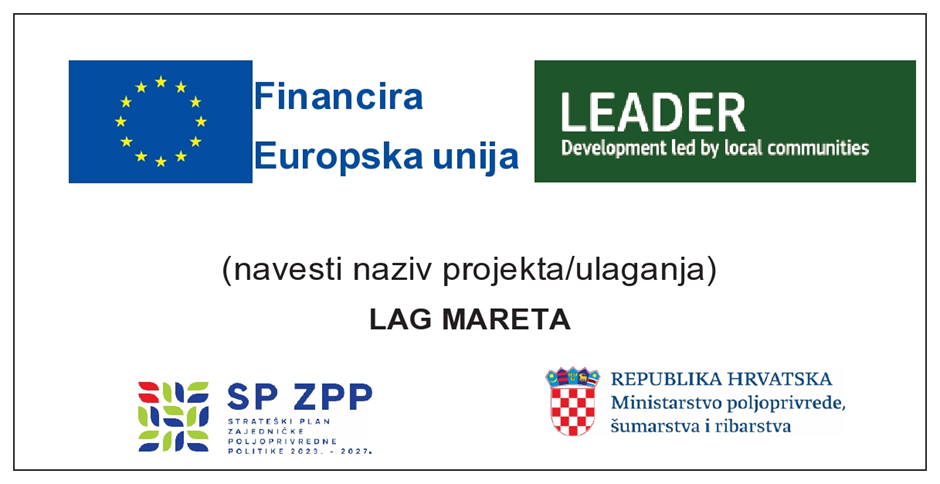 Financira
Europska unija
LEADER
Development led by local communities
(navesti naziv projekta/ulaganja)
LAG MARETA
SP ZPP
STRATEŠKI PLAN
ZAJEDNIČKE
POLJOPRIVREDNE
POLITIKE 2023. - 2027.
REPUBLIKA HRVATSKA
Ministarstvo poljoprivrede,
šumarstva i ribarstva